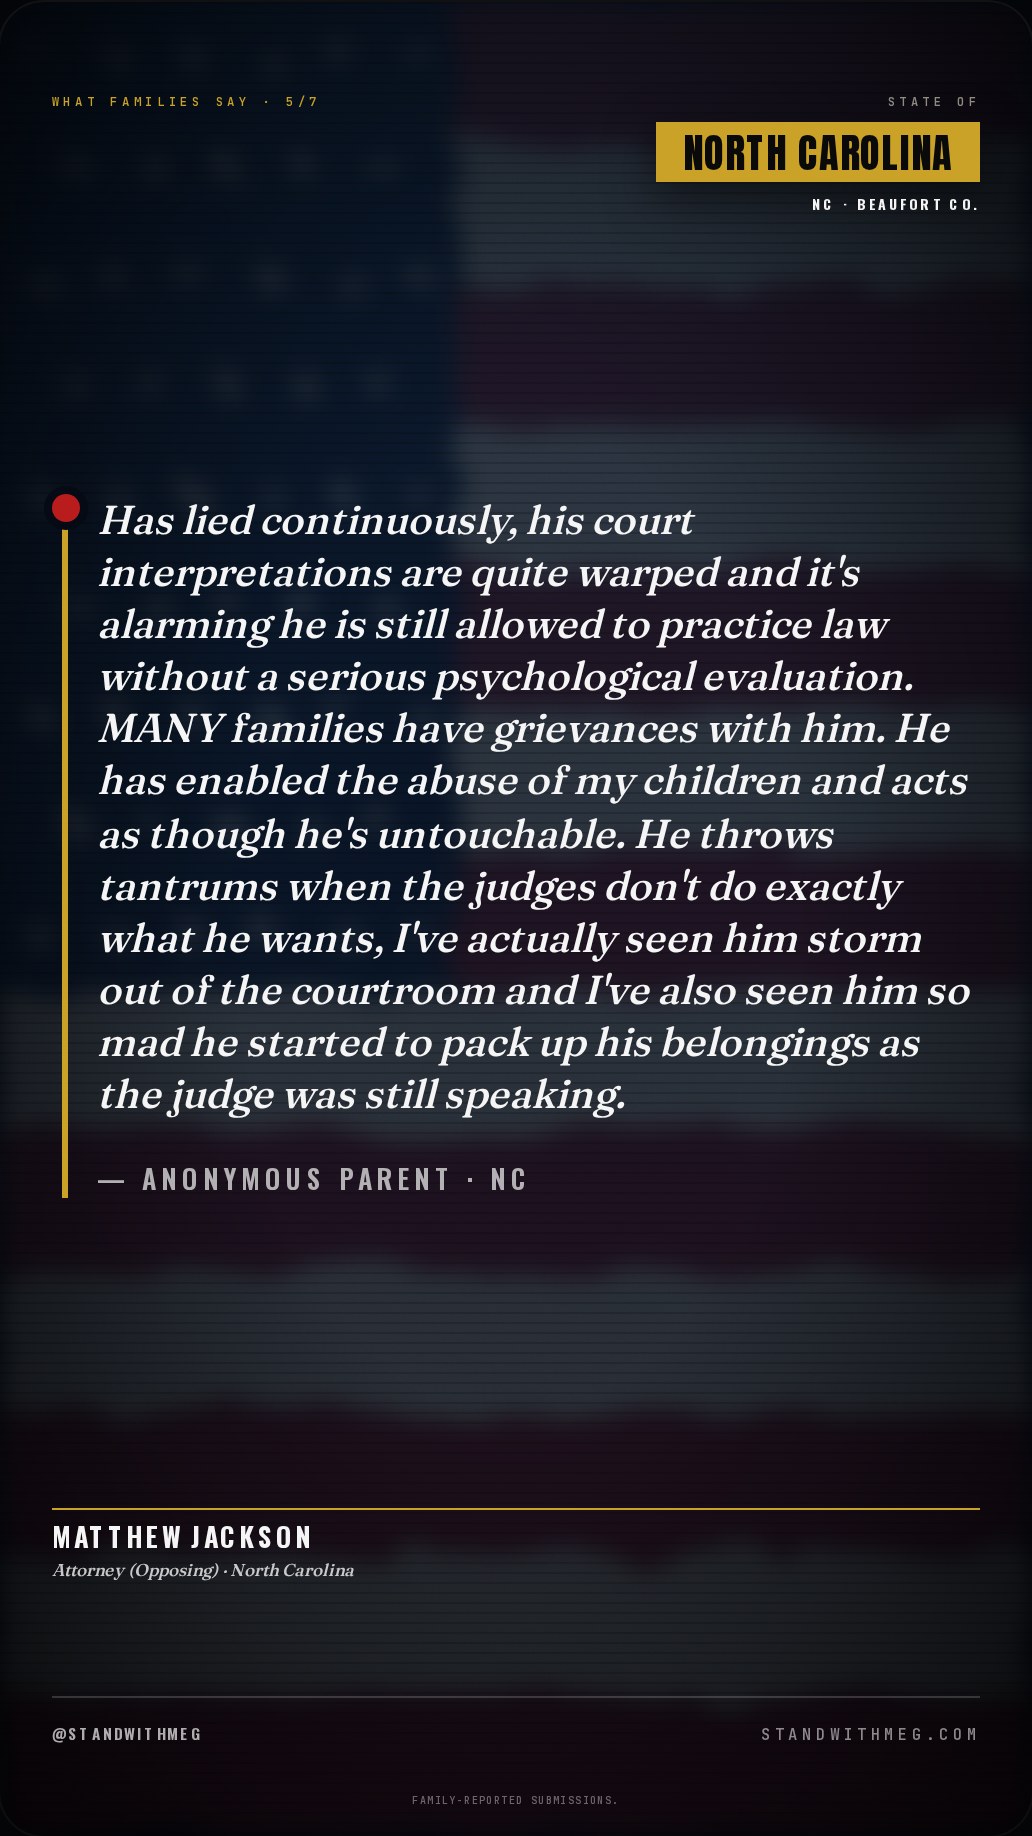 WHAT FAMILIES SAY · 5/7
STATE OF
NORTH CAROLINA
NC · BEAUFORT CO.
Has lied continuously, his court
interpretations are quite warped and it's
alarming he is still allowed to practice law
without a serious psychological evaluation.
MANY families have grievances with him. He
has enabled the abuse of my children and acts
as though he's untouchable. He throws
tantrums when the judges don't do exactly
what he wants, I've actually seen him storm
out of the courtroom and I've also seen him so
mad he started to pack up his belongings as
the judge was still speaking.
— ANONYMOUS PARENT · NC
MATTHEW JACKSON
Attorney (Opposing) · North Carolina
@STANDWITHMEG
STANDWITHMEG.COM
FAMILY-REPORTED SUBMISSIONS.